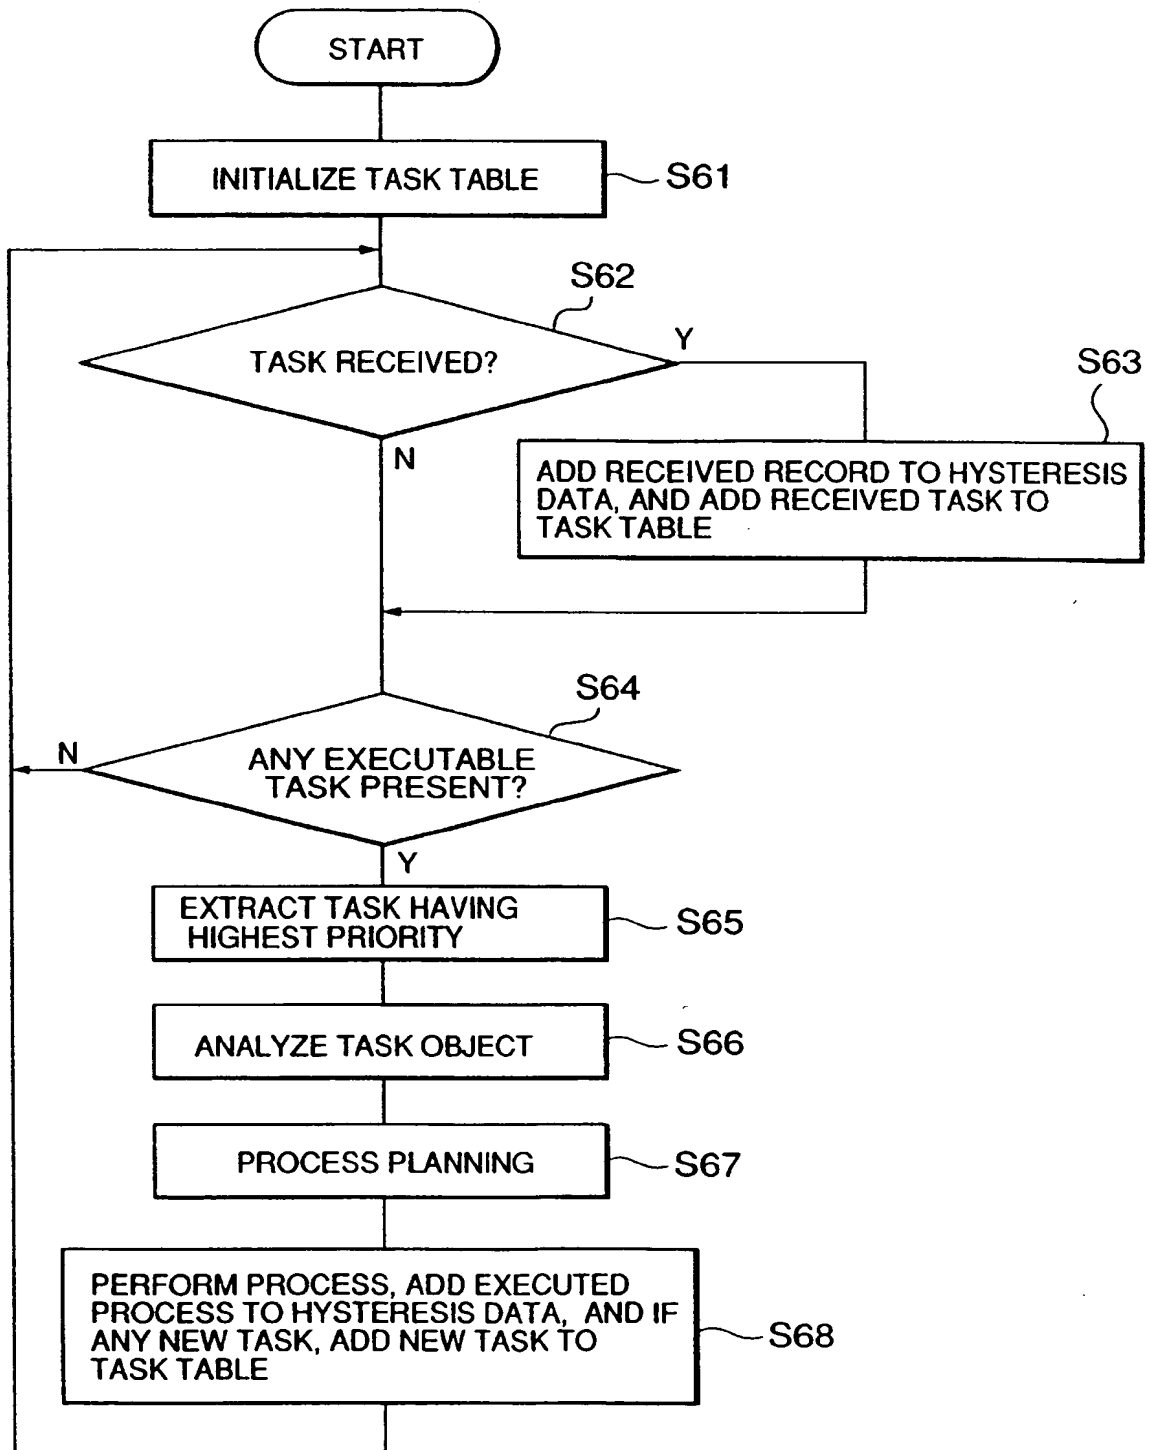 START
INITIALIZE TASK TABLE
S61
S62
TASK RECEIVED?
Y
N
S63
ADD RECEIVED RECORD TO HYSTERESIS
DATA, AND ADD RECEIVED TASK TO
TASK TABLE
S64
ANY EXECUTABLE
TASK PRESENT?
N
Y
EXTRACT TASK HAVING
HIGHEST PRIORITY
S65
ANALYZE TASK OBJECT
S66
PROCESS PLANNING
S67
PERFORM PROCESS, ADD EXECUTED
PROCESS TO HYSTERESIS DATA, AND IF
ANY NEW TASK, ADD NEW TASK TO
TASK TABLE
S68